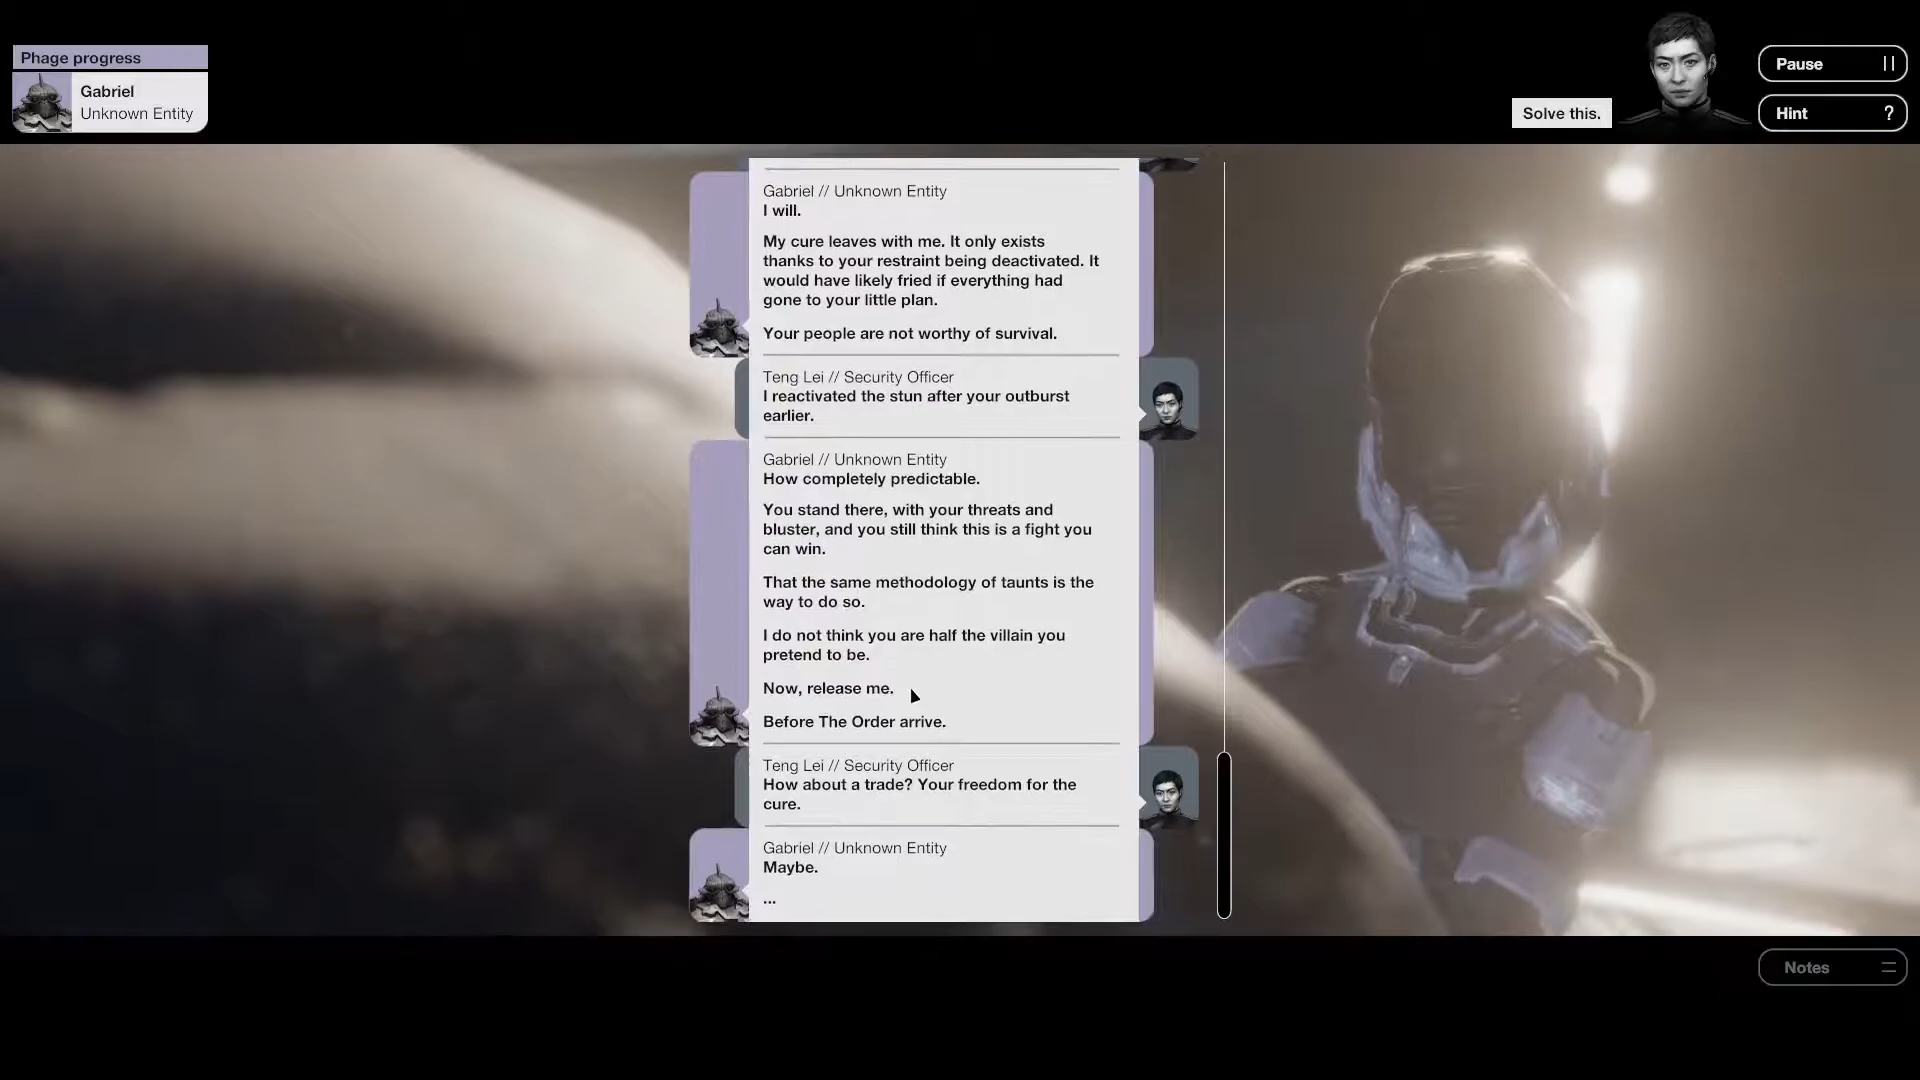 Phage progress
Gabriel
Unknown Entity
Solve this.
Pause
Hint ?
Gabriel // Unknown Entity
I will.
My cure leaves with me. It only exists
thanks to your restraint being deactivated. It
would have likely fried if everything had
gone to your little plan.
Your people are not worthy of survival.
Teng Lei // Security Officer
I reactivated the stun after your outburst
earlier.
Gabriel // Unknown Entity
How completely predictable.
You stand there, with your threats and
bluster, and you still think this is a fight you
can win.
That the same methodology of taunts is the
way to do so.
I do not think you are half the villain you
pretend to be.
Now, release me.
Before The Order arrive.
Teng Lei // Security Officer
How about a trade? Your freedom for the
cure.
Gabriel // Unknown Entity
Maybe.
...
Notes